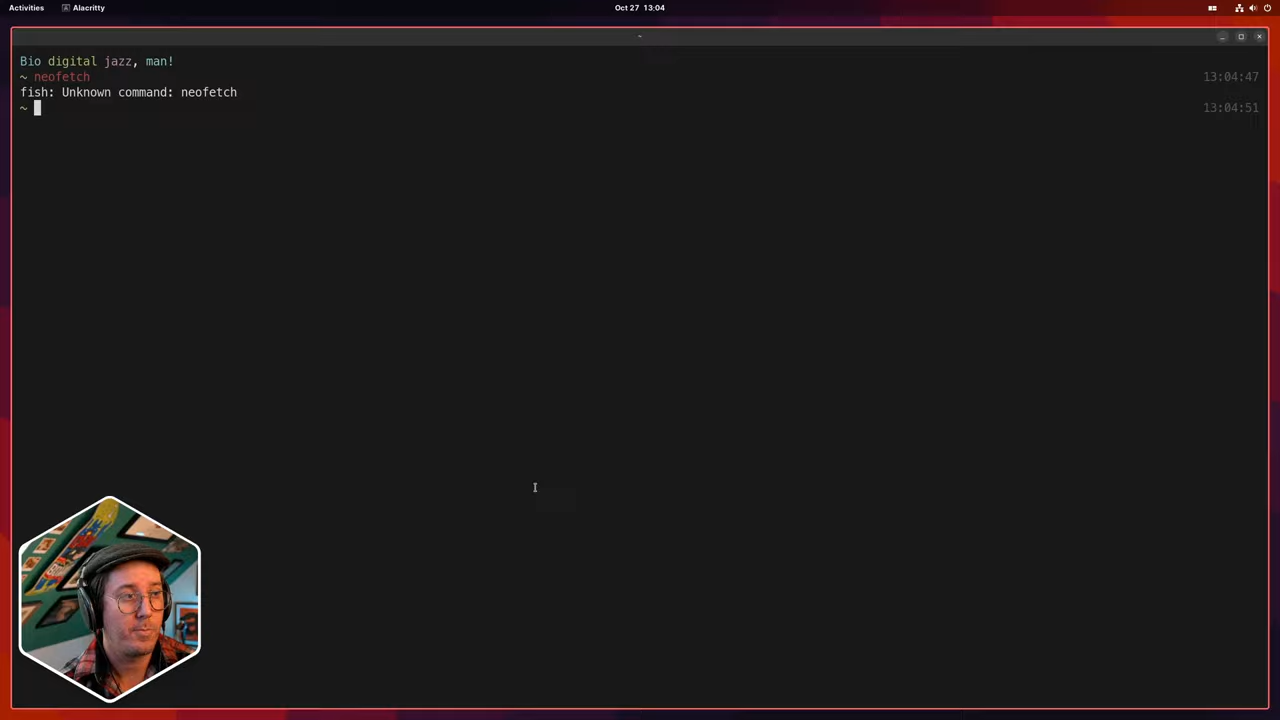 Activities Alacritty Oct 27 13:04
~
Bio digital jazz, man!
~ neofetch 13:04:47
fish: Unknown command: neofetch
~ 13:04:51